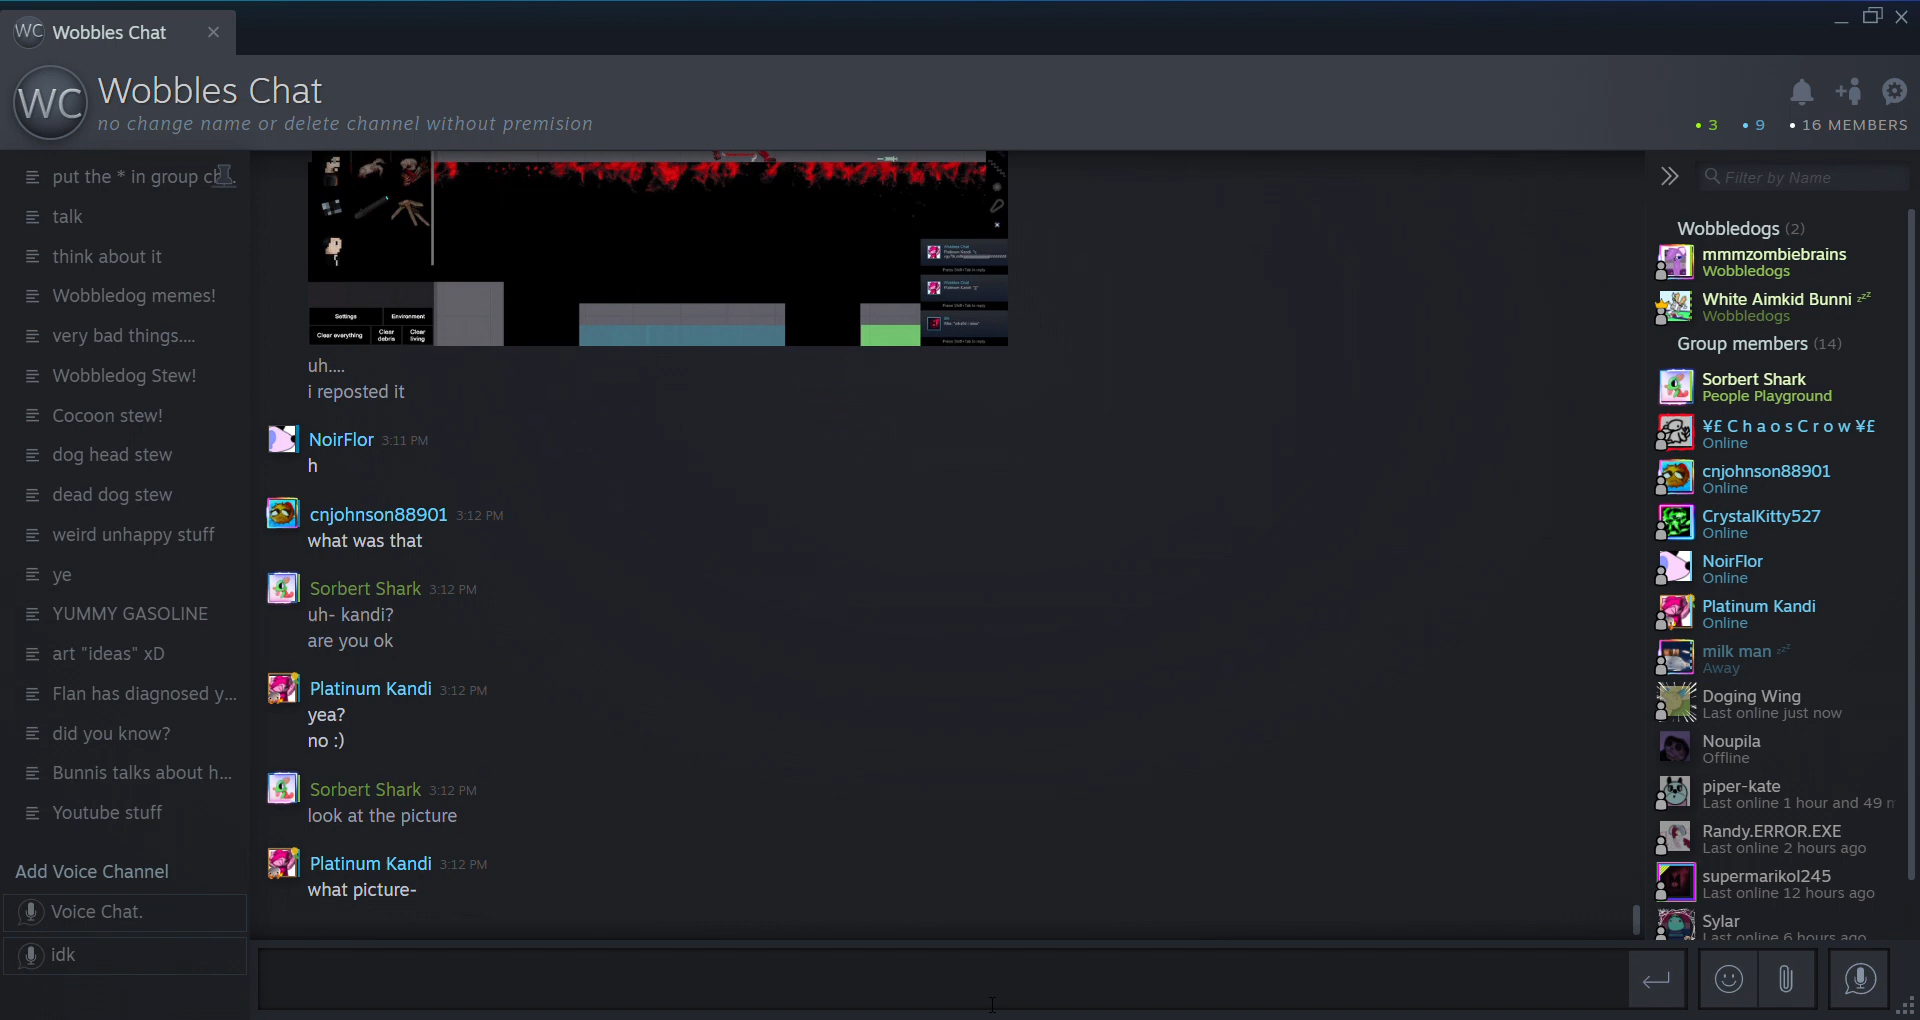 WC Wobbles Chat
WC Wobbles Chat
no change name or delete channel without premision
3 9 16 MEMBERS
put the * in group ch...
talk
think about it
Wobbledog memes!
very bad things....
Wobbledog Stew!
Cocoon stew!
dog head stew
dead dog stew
weird unhappy stuff
ye
YUMMY GASOLINE
art "ideas" xD
Flan has diagnosed y...
did you know?
Bunnis talks about h...
Youtube stuff
Add Voice Channel
Voice Chat.
idk
Settings Environment
Clear everything Clear debris Clear living
uh....
i reposted it
NoirFlor 3:11 PM
h
cnjohnson88901 3:12 PM
what was that
Sorbert Shark 3:12 PM
uh- kandi?
are you ok
Platinum Kandi 3:12 PM
yea?
no :)
Sorbert Shark 3:12 PM
look at the picture
Platinum Kandi 3:12 PM
what picture-
Filter by Name
Wobbledogs (2)
mmmzombiebrains
Wobbledogs
White Aimkid Bunni zzz
Wobbledogs
Group members (14)
Sorbert Shark
People Playground
¥£ C h a o s C r o w ¥£
Online
cnjohnson88901
Online
CrystalKitty527
Online
NoirFlor
Online
Platinum Kandi
Online
milk man zzz
Away
Doging Wing
Last online just now
Noupila
Offline
piper-kate
Last online 1 hour and 49 m
Randy.ERROR.EXE
Last online 2 hours ago
supermarikol245
Last online 12 hours ago
Sylar
Last online 6 hours ago